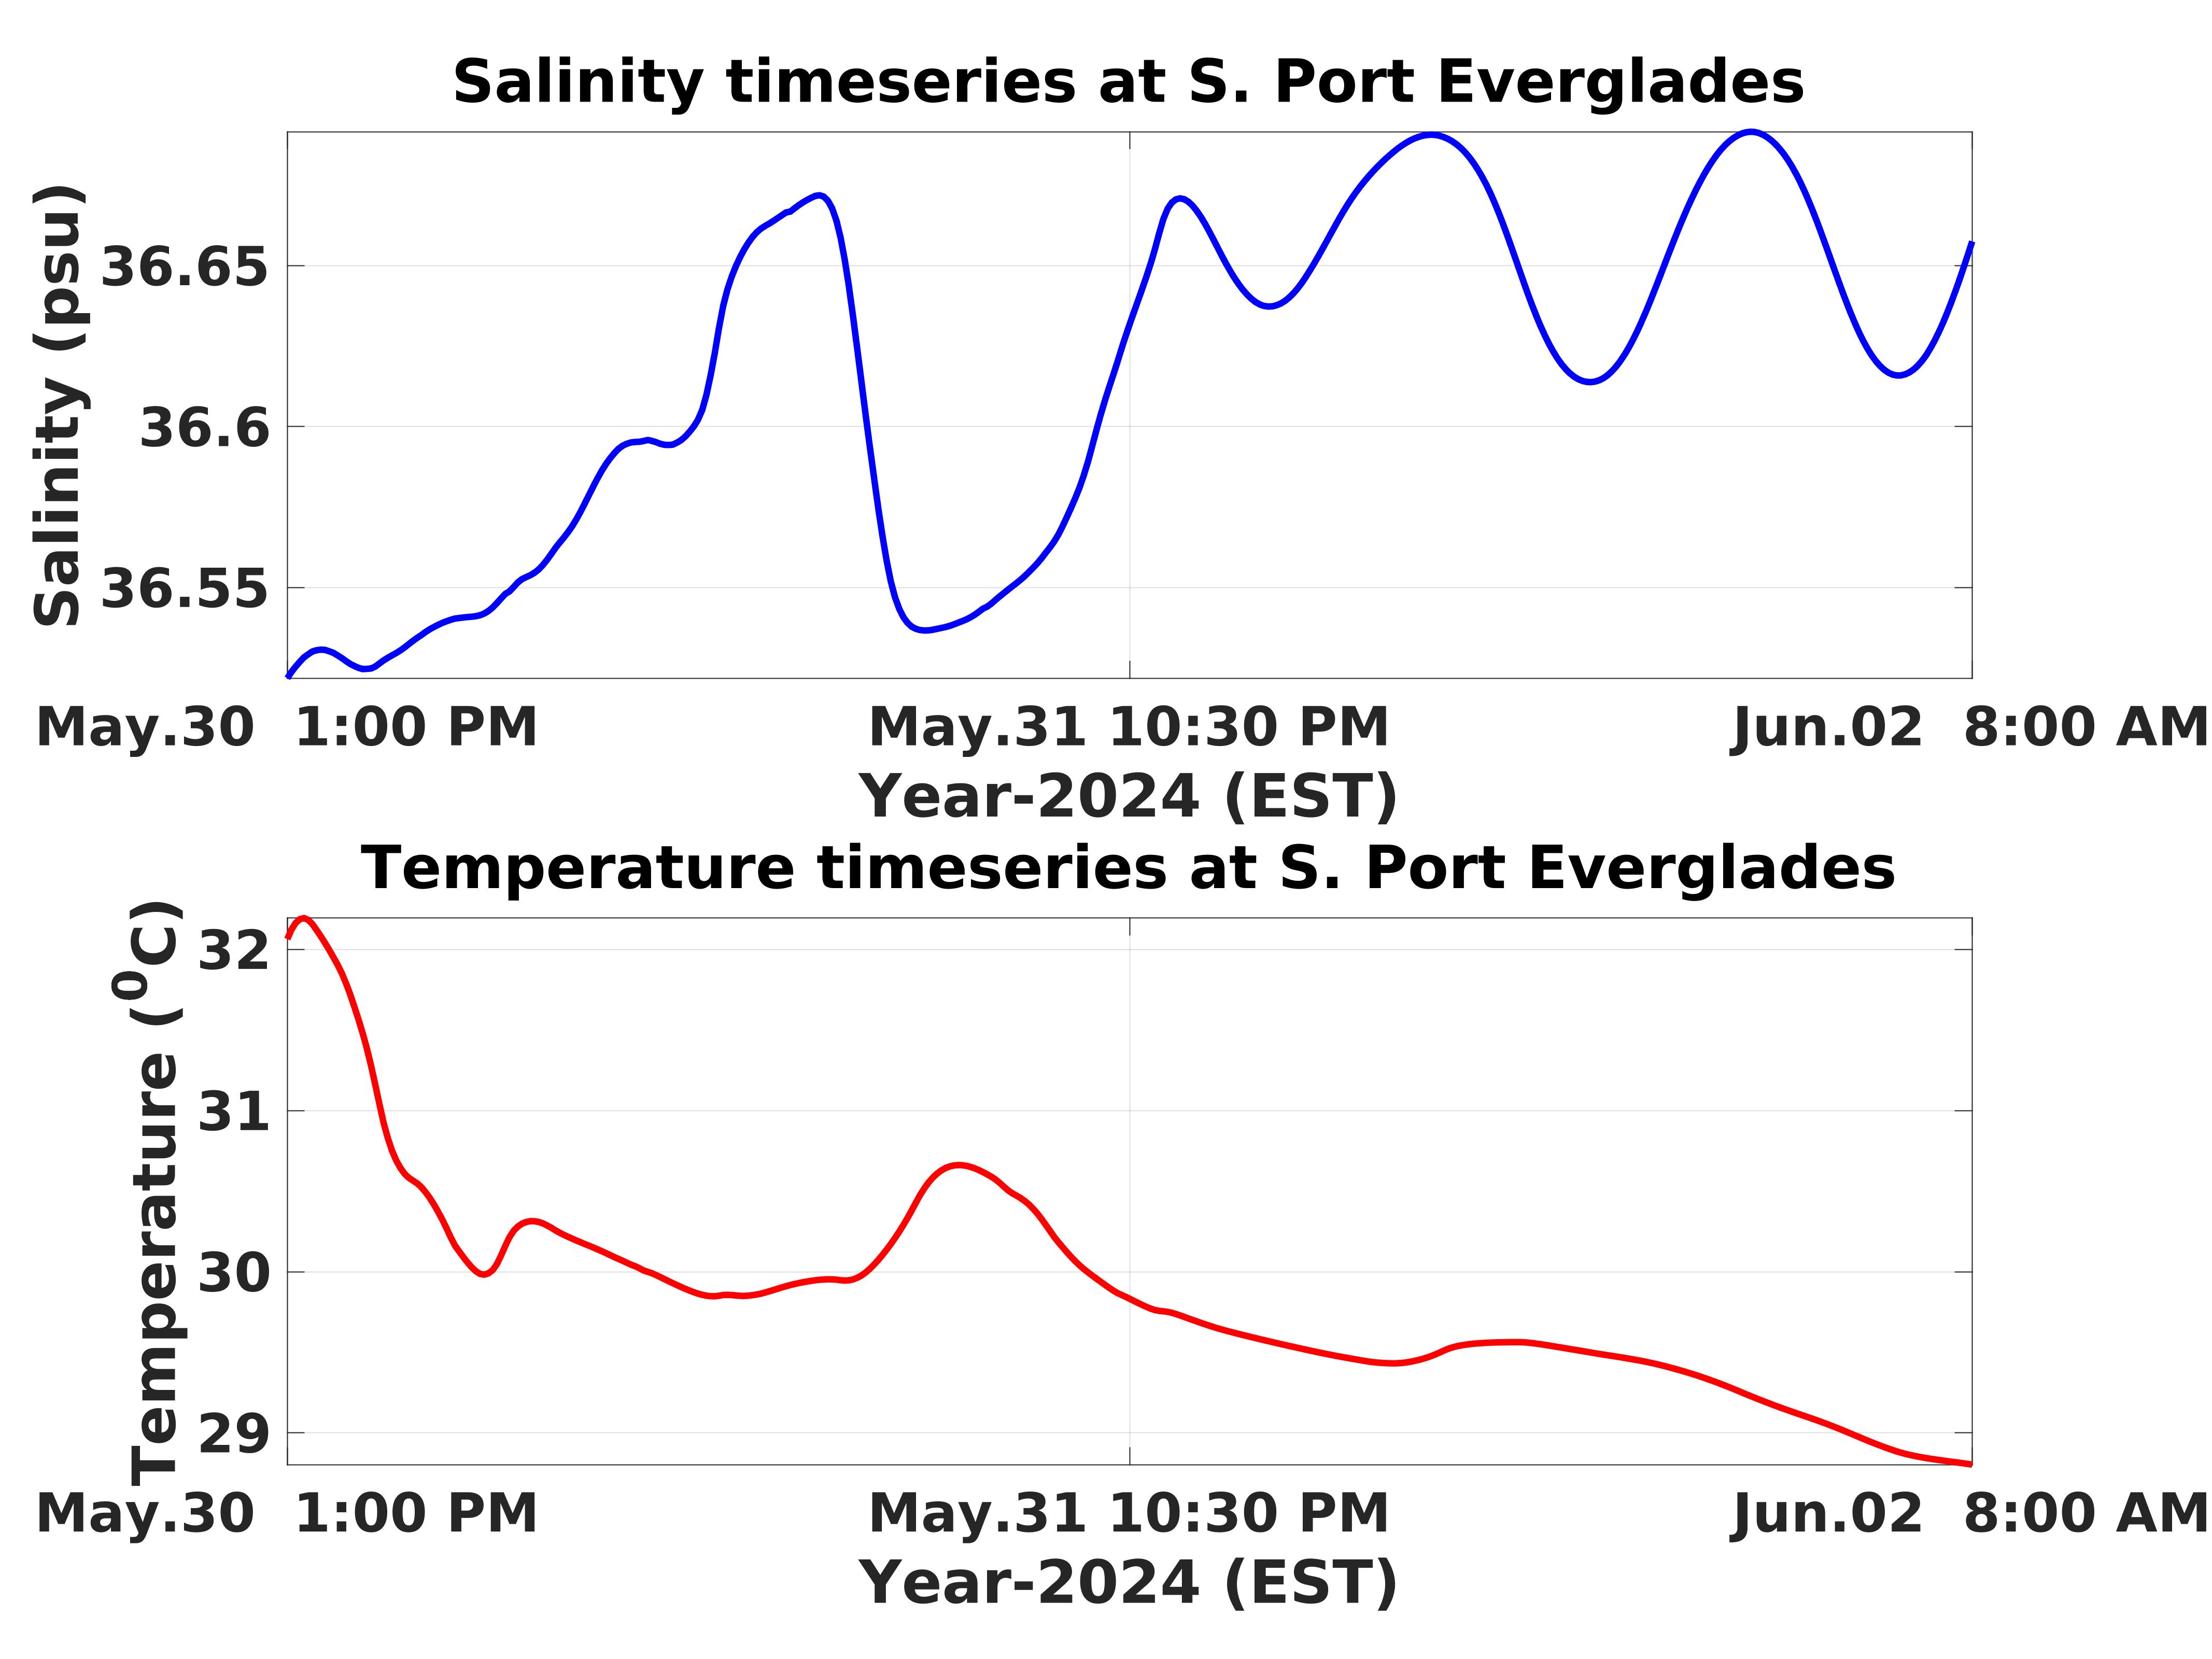 Salinity timeseries at S. Port Everglades
Salinity (psu)
36.65
36.6
36.55
May.30 1:00 PM
May.31 10:30 PM
Jun.02 8:00 AM
Year-2024 (EST)
Temperature timeseries at S. Port Everglades
Temperature (⁰C)
32
31
30
29
May.30 1:00 PM
May.31 10:30 PM
Jun.02 8:00 AM
Year-2024 (EST)